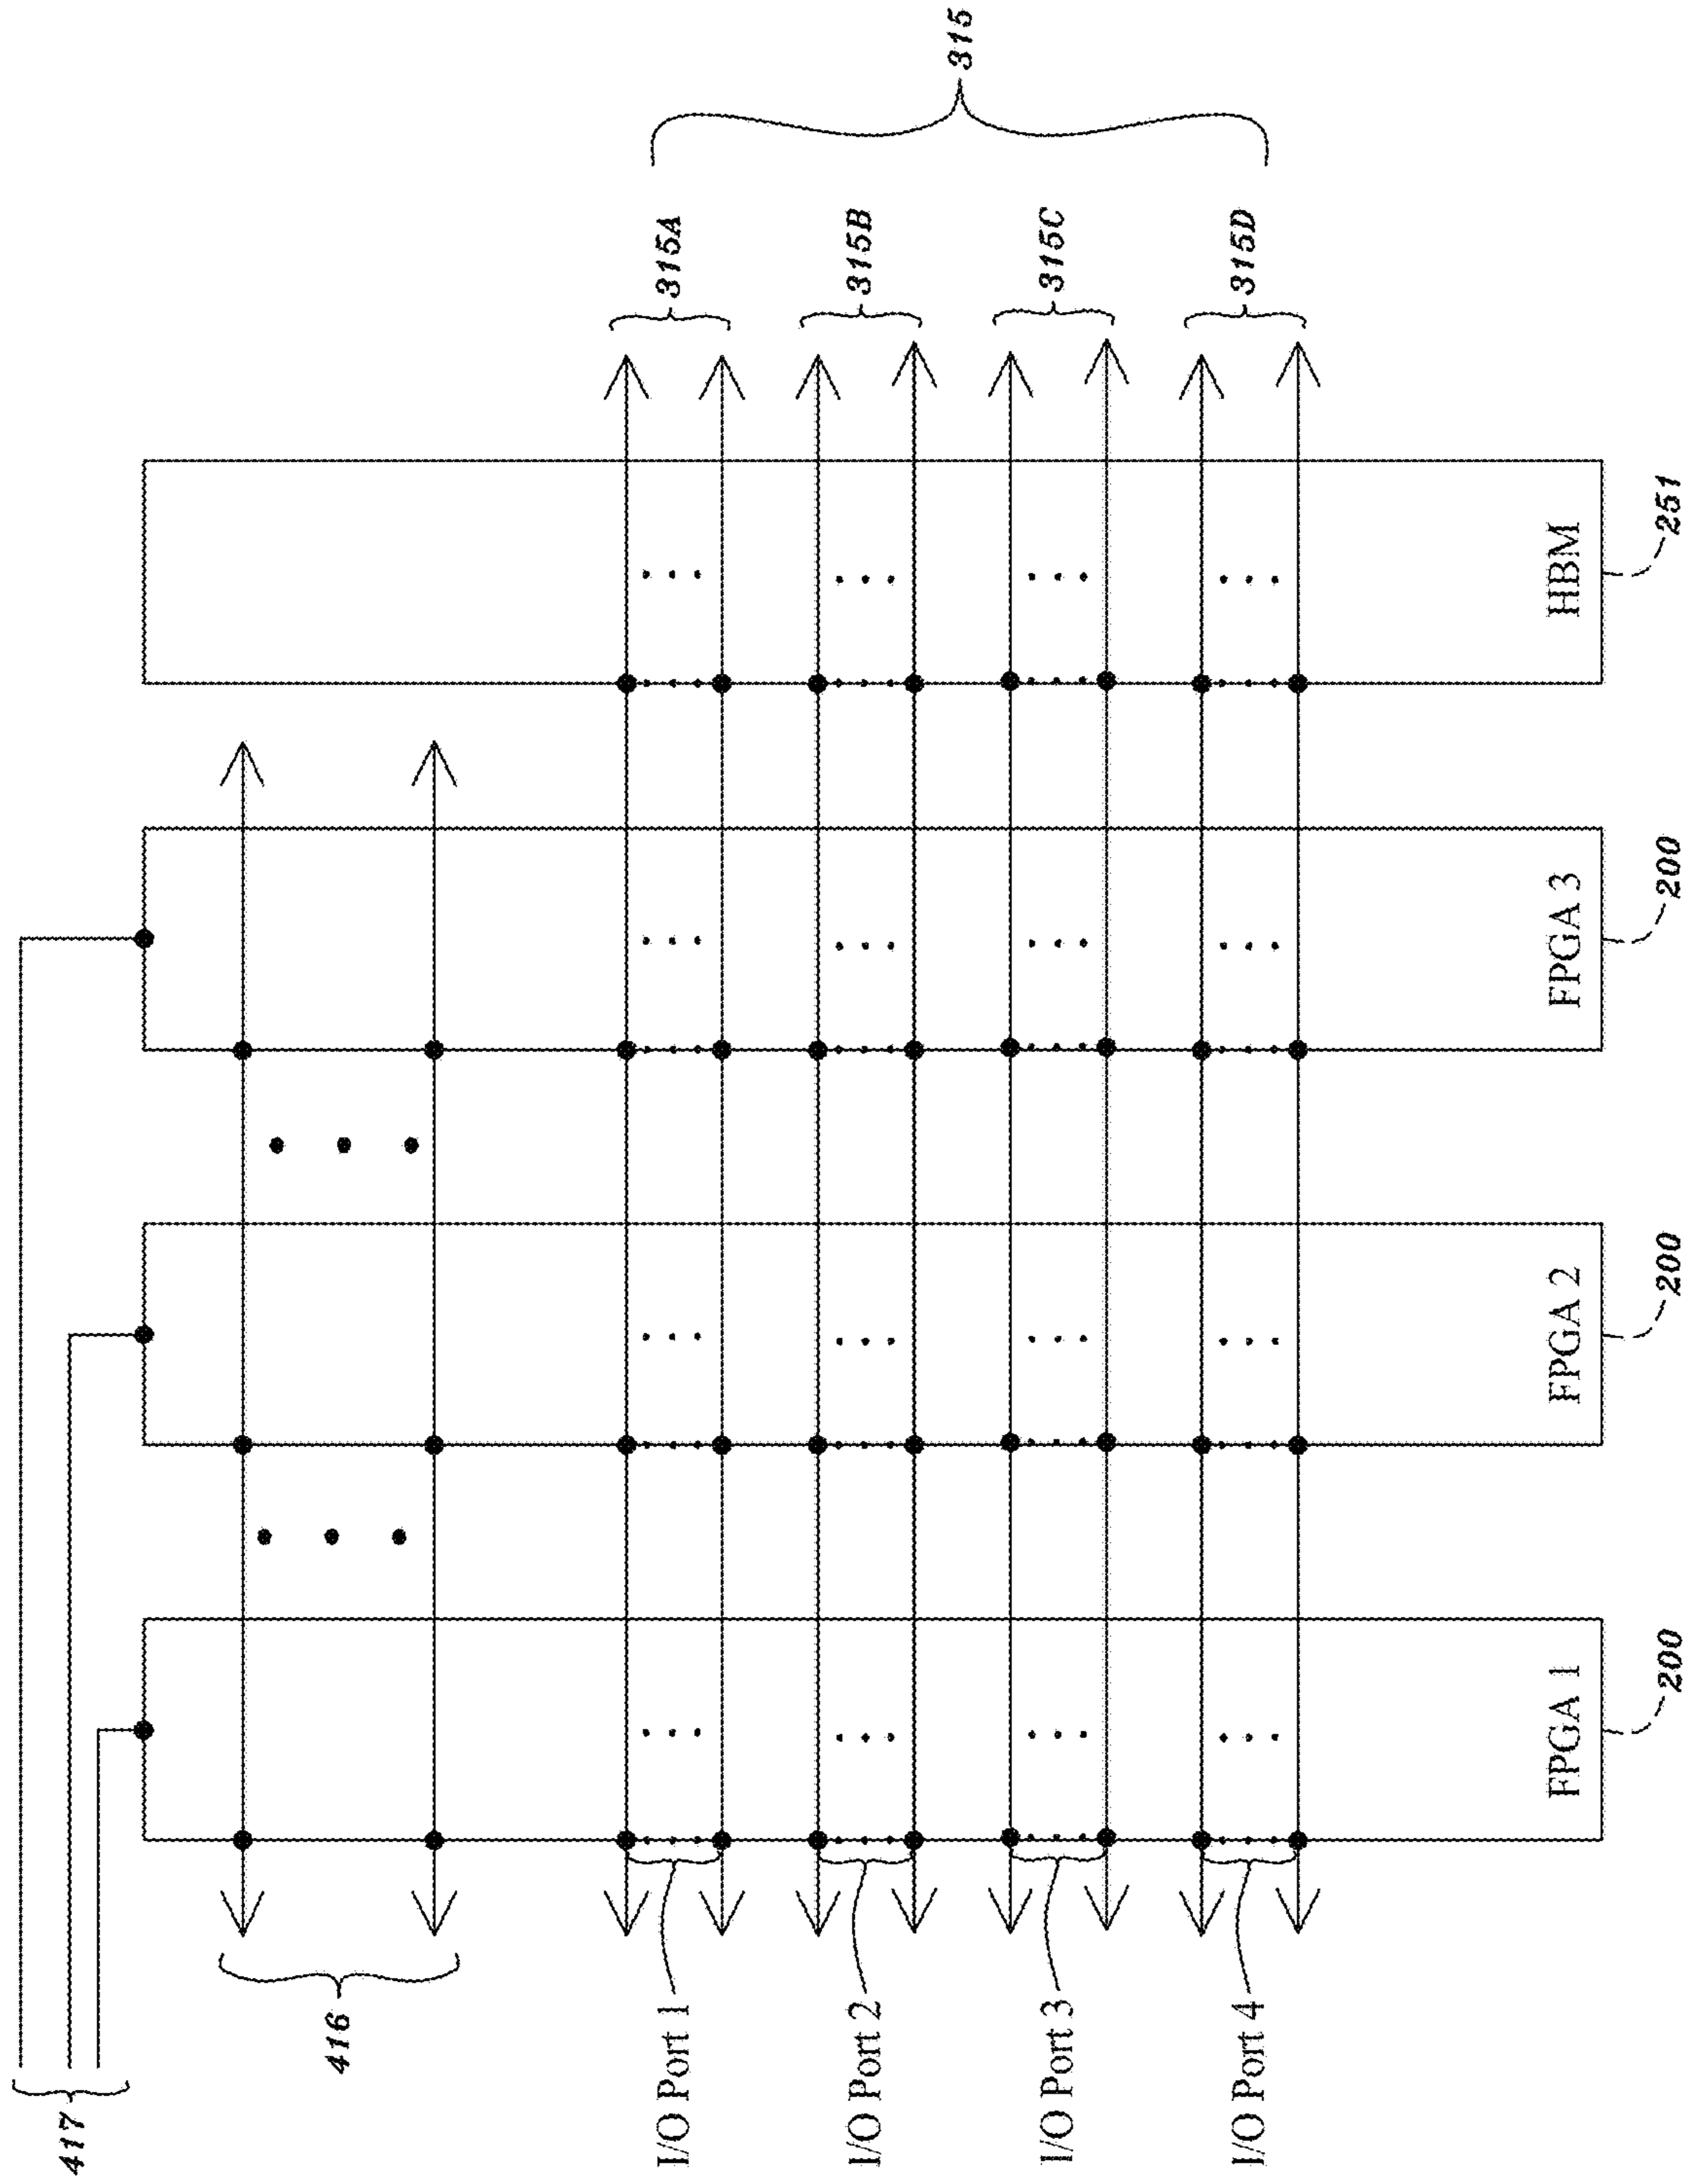 417
416
I/O Port 1
I/O Port 2
I/O Port 3
I/O Port 4
FPGA 1
200
FPGA 2
200
FPGA 3
200
HBM
251
315A
315B
315C
315D
315